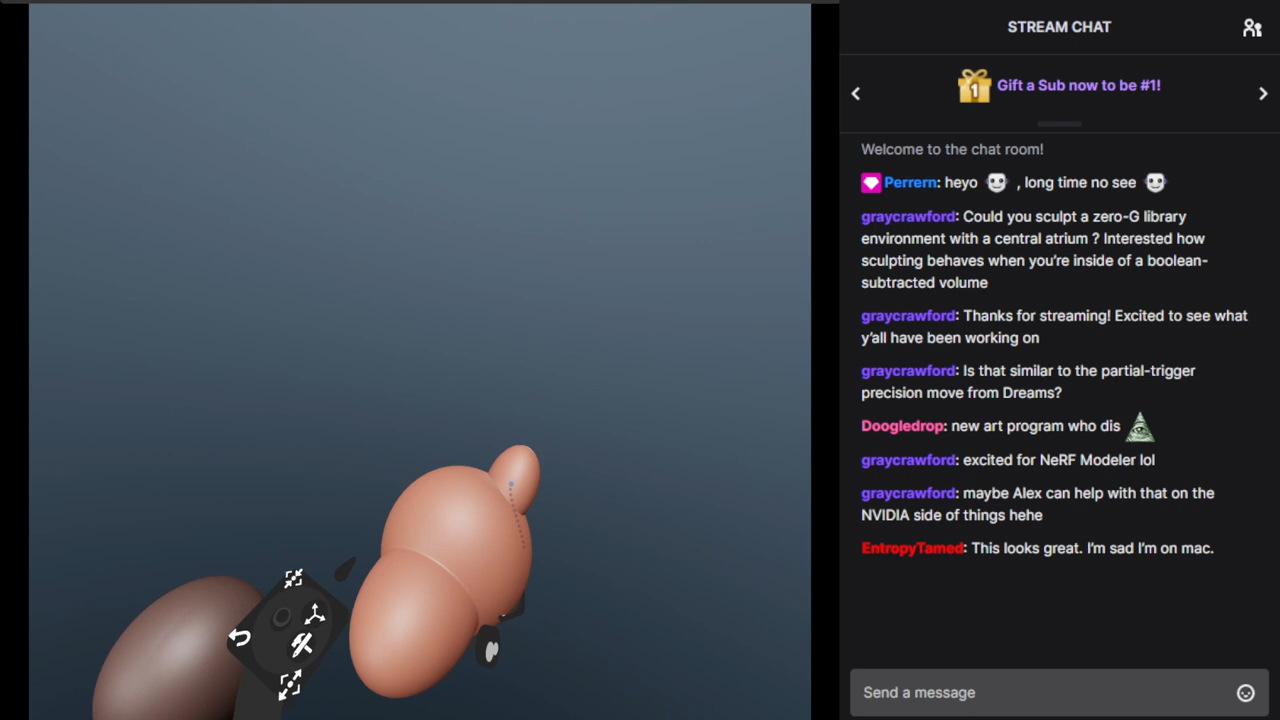 STREAM CHAT
1
Gift a Sub now to be #1!
Welcome to the chat room!
Perrern: heyo , long time no see
graycrawford: Could you sculpt a zero-G library
environment with a central atrium ? Interested how
sculpting behaves when you're inside of a boolean-
subtracted volume
graycrawford: Thanks for streaming! Excited to see what
y'all have been working on
graycrawford: Is that similar to the partial-trigger
precision move from Dreams?
Doogledrop: new art program who dis
graycrawford: excited for NeRF Modeler lol
graycrawford: maybe Alex can help with that on the
NVIDIA side of things hehe
EntropyTamed: This looks great. I'm sad I'm on mac.
Send a message